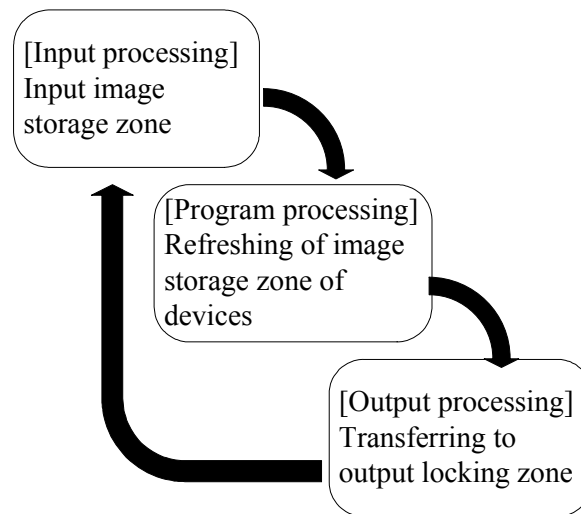 [Input processing]
Input image
storage zone
[Program processing]
Refreshing of image
storage zone of
devices
[Output processing]
Transferring to
output locking zone